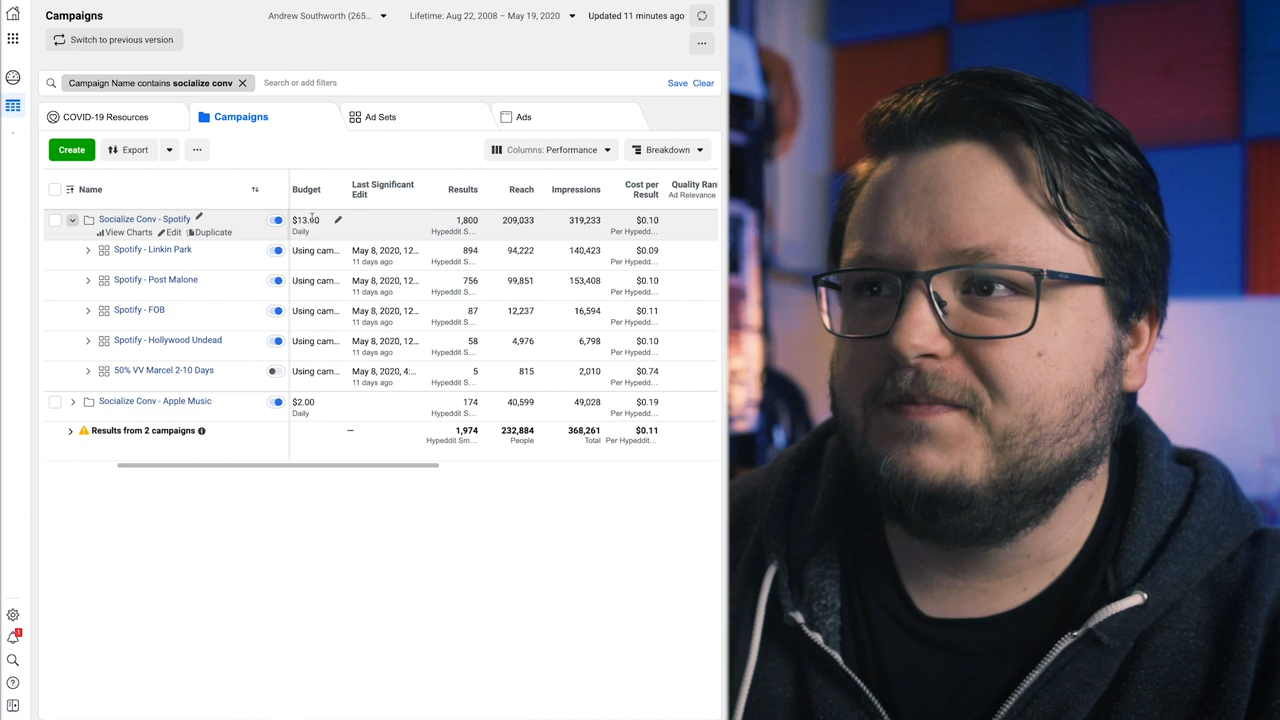 Campaigns
Andrew Southworth (265...
Lifetime: Aug 22, 2008 – May 19, 2020
Updated 11 minutes ago
Switch to previous version
Campaign Name contains socialize conv
Search or add filters
Save Clear
COVID-19 Resources
Campaigns
Ad Sets
Ads
Create
Export
Columns: Performance
Breakdown
Name
Budget
Last Significant
Edit
Results
Reach
Impressions
Cost per
Result
Quality Ran
Ad Relevance
Socialize Conv - Spotify
View Charts Edit Duplicate
Daily
1,800
Hypeddit S...
209,033
319,233
$0.10
Per Hypedd...
Spotify - Linkin Park
Using cam...
May 8, 2020, 12...
11 days ago
894
Hypeddit S...
94,222
140,423
$0.09
Per Hypedd...
Spotify - Post Malone
Using cam...
May 8, 2020, 12...
11 days ago
756
Hypeddit S...
99,851
153,408
$0.10
Per Hypedd...
Spotify - FOB
Using cam...
May 8, 2020, 12...
11 days ago
87
Hypeddit S...
12,237
16,594
$0.11
Per Hypedd...
Spotify - Hollywood Undead
Using cam...
May 8, 2020, 12...
11 days ago
58
Hypeddit S...
4,976
6,798
$0.10
Per Hypedd...
50% VV Marcel 2-10 Days
Using cam...
May 8, 2020, 4:...
11 days ago
5
Hypeddit S...
815
2,010
$0.74
Per Hypedd...
Socialize Conv - Apple Music
$2.00
Daily
174
Hypeddit S...
40,599
49,028
$0.19
Per Hypedd...
Results from 2 campaigns
—
1,974
Hypeddit Sm...
232,884
People
368,261
Total
$0.11
Per Hypeddit...